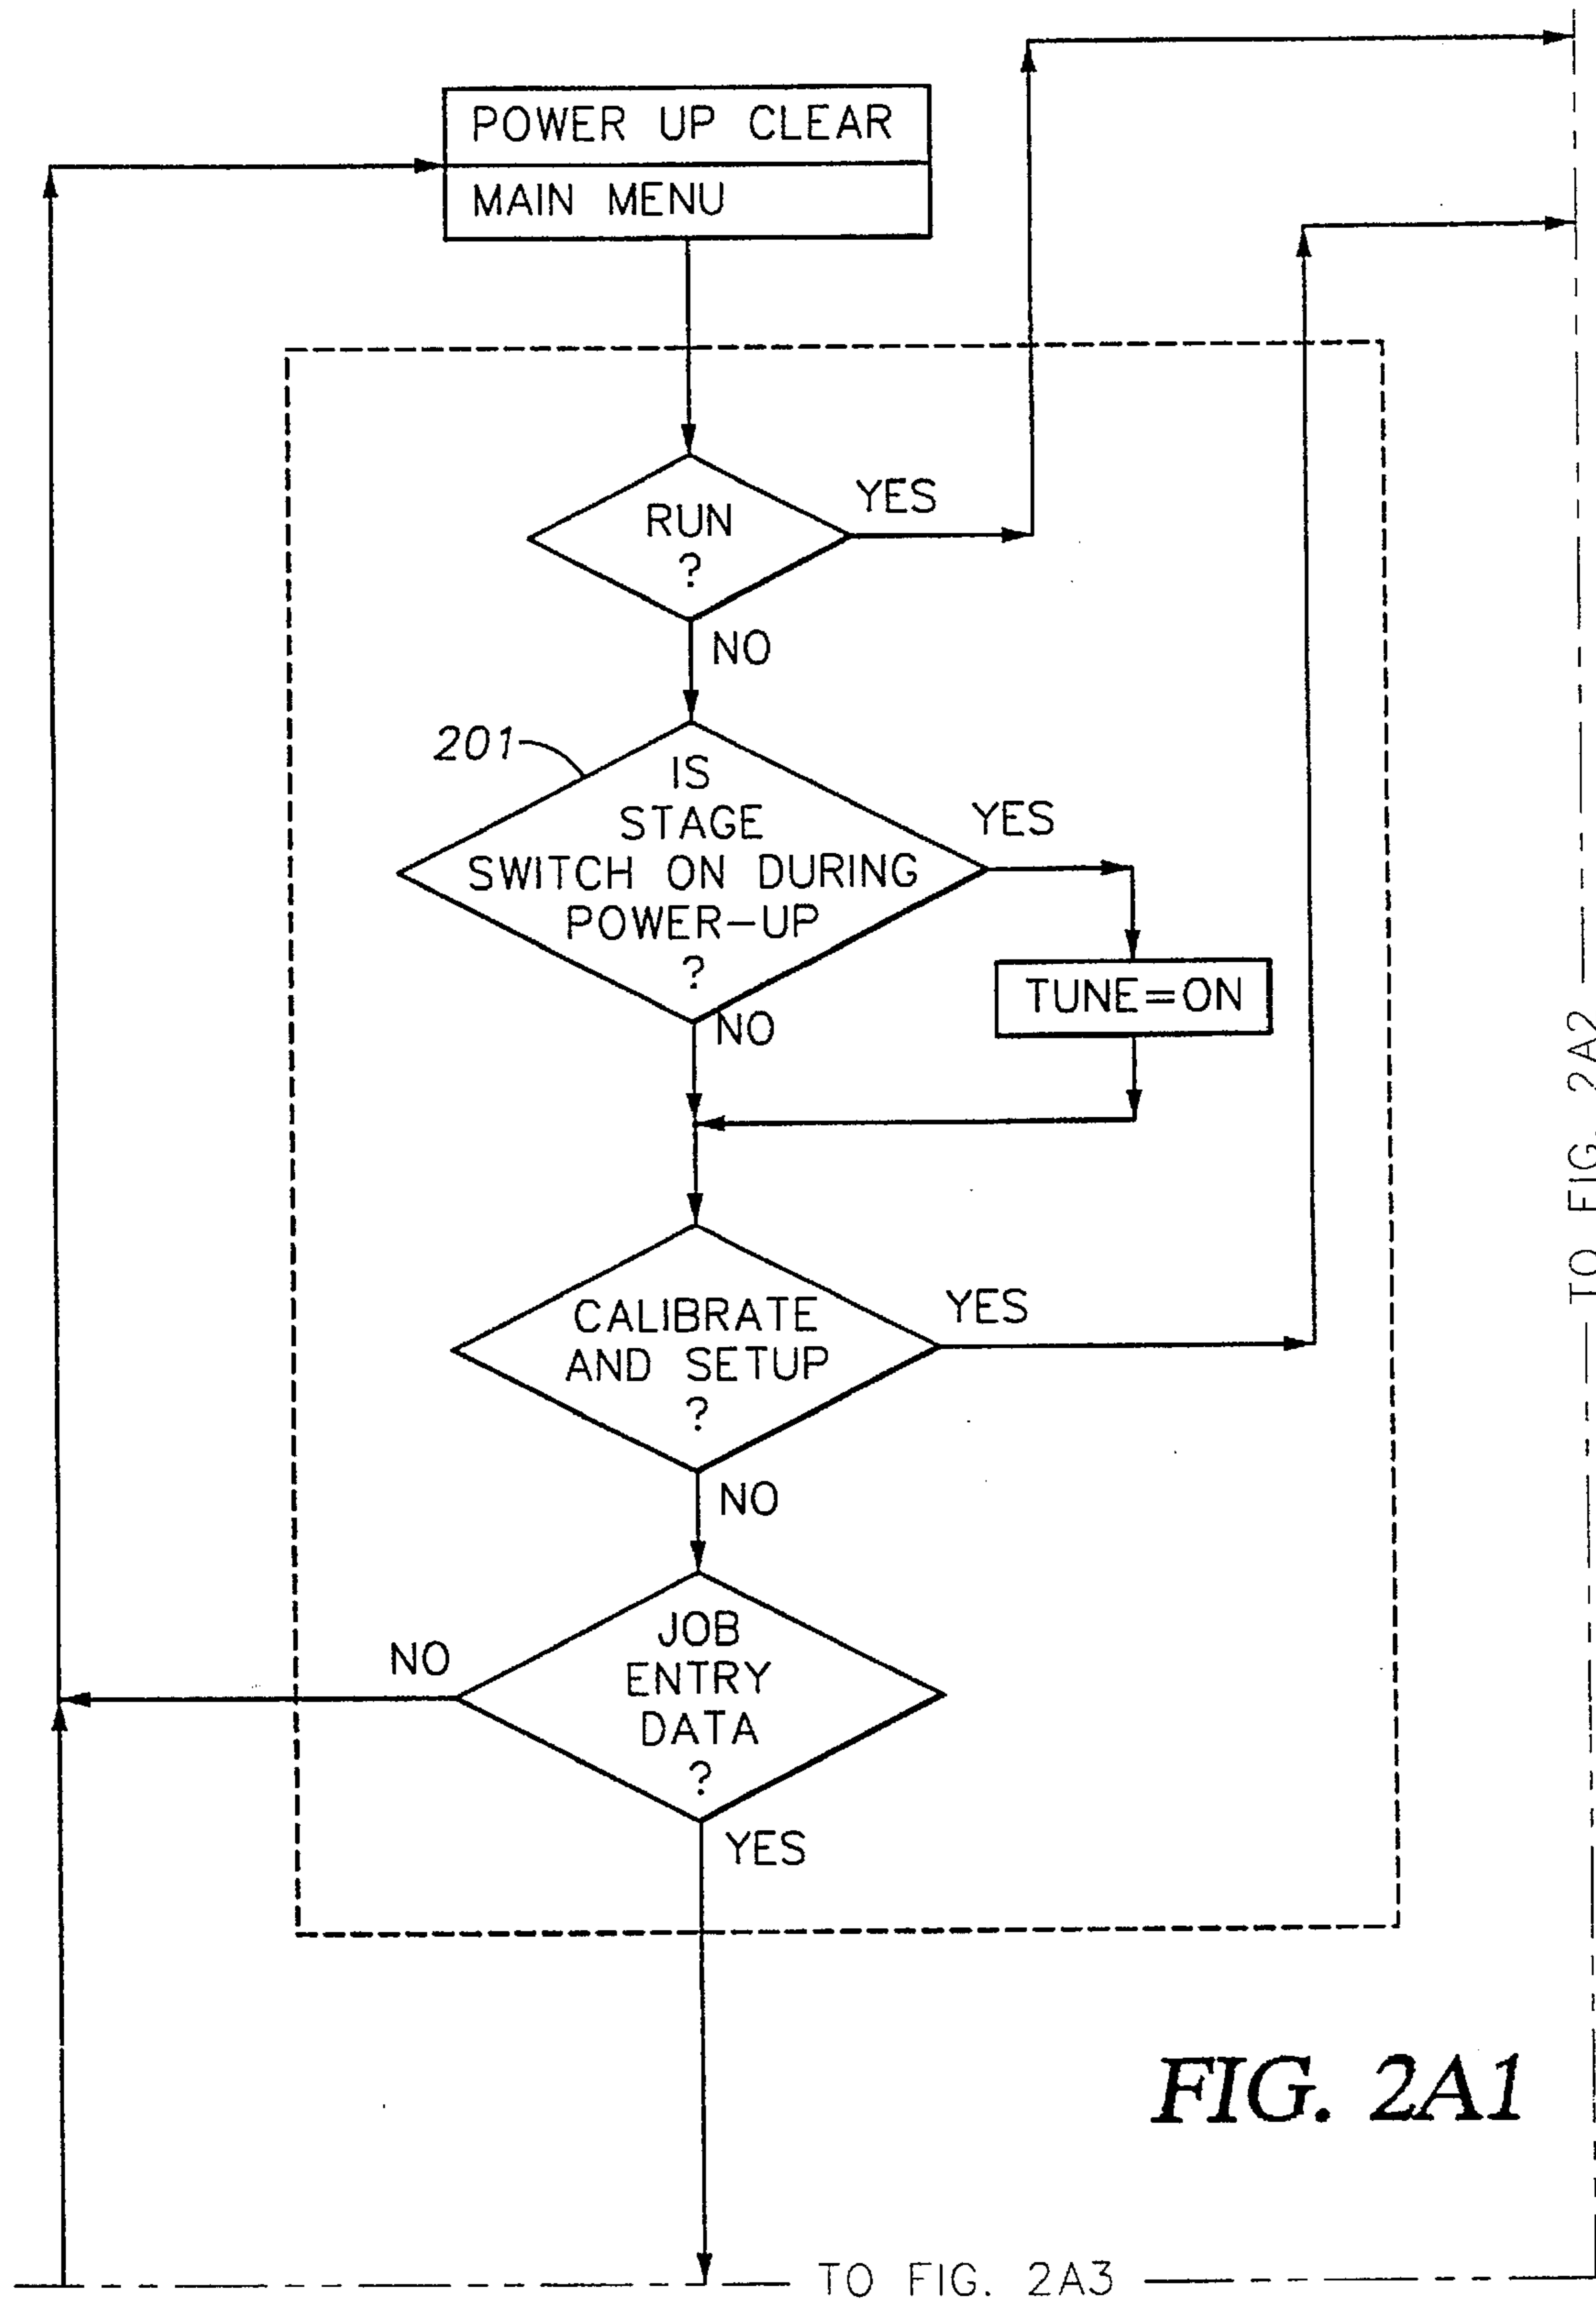 POWER UP CLEAR
MAIN MENU
RUN
?
YES
NO
201
IS
STAGE
SWITCH ON DURING
POWER-UP
?
YES
NO
TUNE=ON
CALIBRATE
AND SETUP
?
YES
NO
JOB
ENTRY
DATA
?
NO
YES
TO FIG. 2A2
FIG. 2A1
TO FIG. 2A3